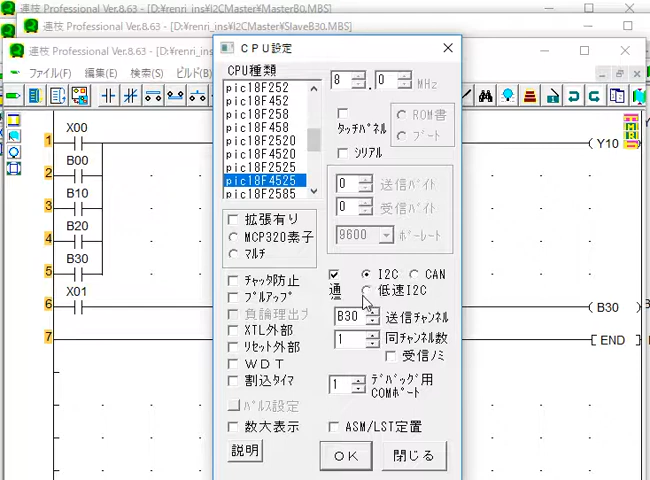 連枝 Professional Ver,8.63 - [D:¥renri_ins¥I2CMaster¥MasterB0.MBS]
連枝 Professional Ver,8.63 - [D:¥renri_ins¥I2CMaster¥SlaveB30.MBS]
連枝 Professional Ver,8.63 - [D:¥renri_ins
ファイル(F) 編集(E) 検索(S) ビルド(B)
CPU設定
CPU種類
pic18F252
pic18F452
pic18F258
pic18F458
pic18F2520
pic18F4520
pic18F2525
pic18F4525
pic18F2585
8 . 0 MHz
タッチパネル
ROM書
ブート
シリアル
0 送信バイト
0 受信バイト
9600 ボーレート
拡張有り
MCP320素子
マルチ
チャッタ防止
プルアップ
負論理出力
XTL外部
リセット外部
WDT
割込タイマ
パルス設定
数大表示
説明
通
I2C CAN
低速I2C
B30 送信チャンネル
1 同チャンネル数
受信ノミ
1 デバッグ用COMポート
ASM/LST定置
OK 閉じる
1 X00 Y10
2 B00
3 B10
4 B20
5 B30
6 X01 B30
7 END